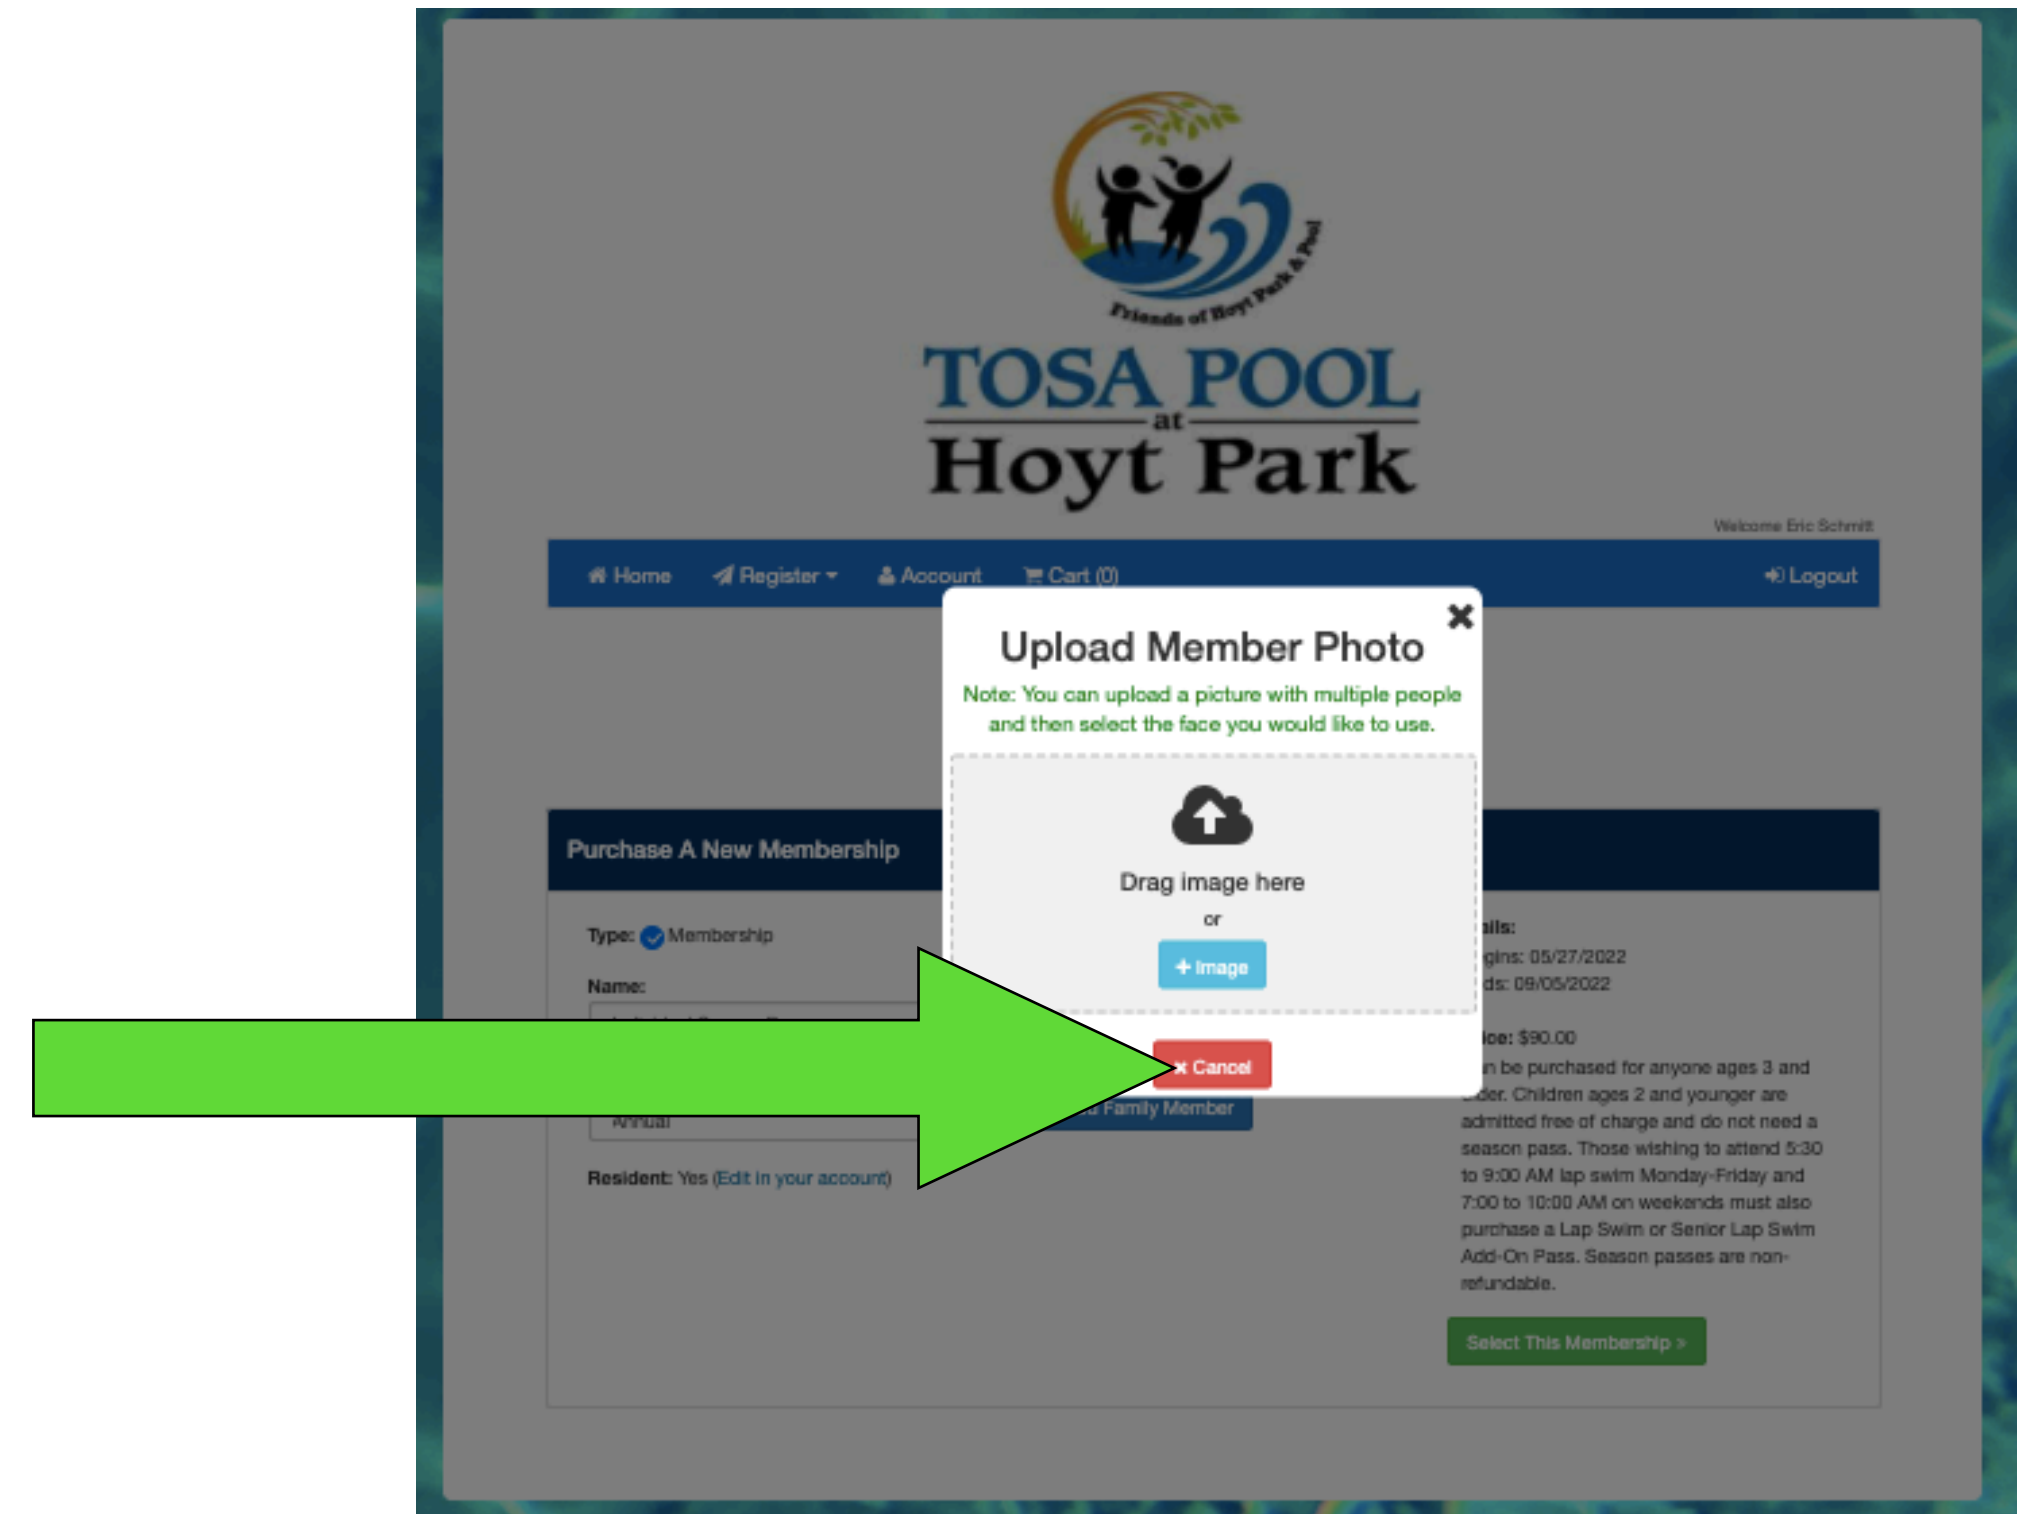 Friends of Hoyt Park & Pool
TOSA POOL
at
Hoyt Park
Welcome Eric Schmitt
Home Register Account Cart (0) Logout
Upload Member Photo
Note: You can upload a picture with multiple people
and then select the face you would like to use.
Drag image here
or
+ Image
Cancel
Purchase A New Membership
Type: Membership
Name:
Annual
Resident: Yes (Edit in your account)
Family Member
05/27/2022
09/05/2022
$90.00
be purchased for anyone ages 3 and
Children ages 2 and younger are
admitted free of charge and do not need a
season pass. Those wishing to attend 5:30
to 9:00 AM lap swim Monday-Friday and
7:00 to 10:00 AM on weekends must also
purchase a Lap Swim or Senior Lap Swim
Add-On Pass. Season passes are non-
refundable.
Select This Membership »